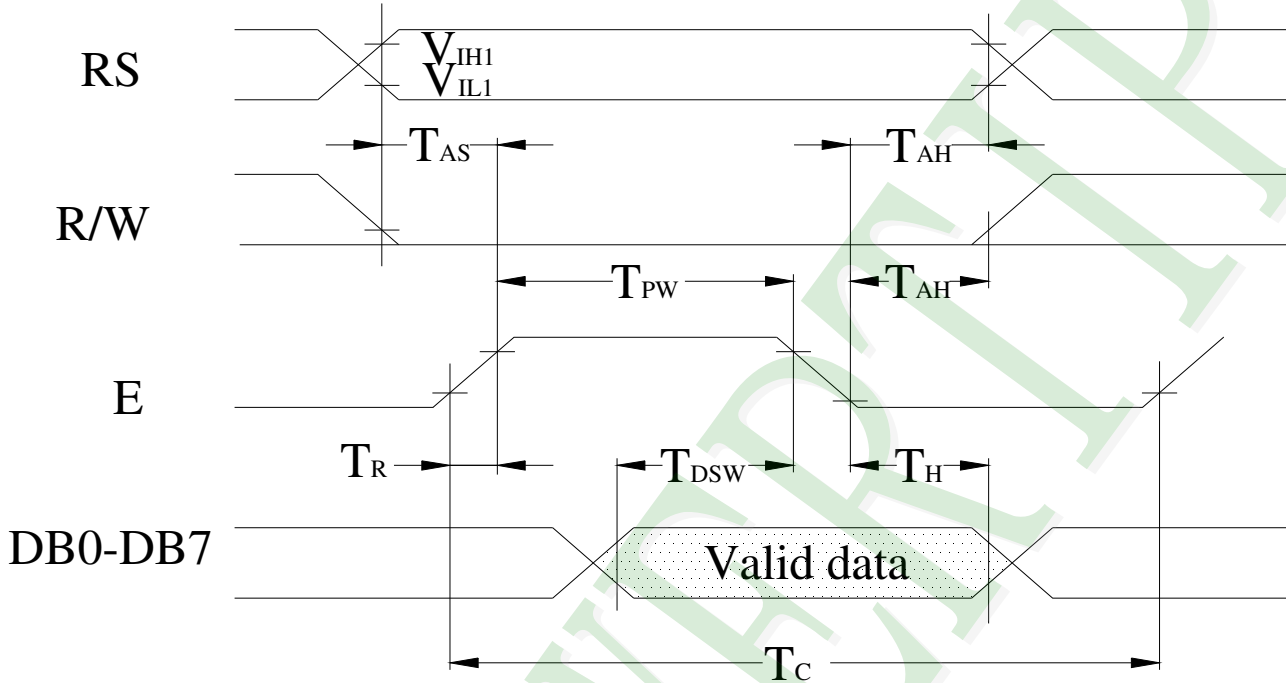 RS
VIH1
VIL1
TAS
TAH
R/W
TPW
TAH
E
TR
TDSW
TH
DB0-DB7
Valid data
TC